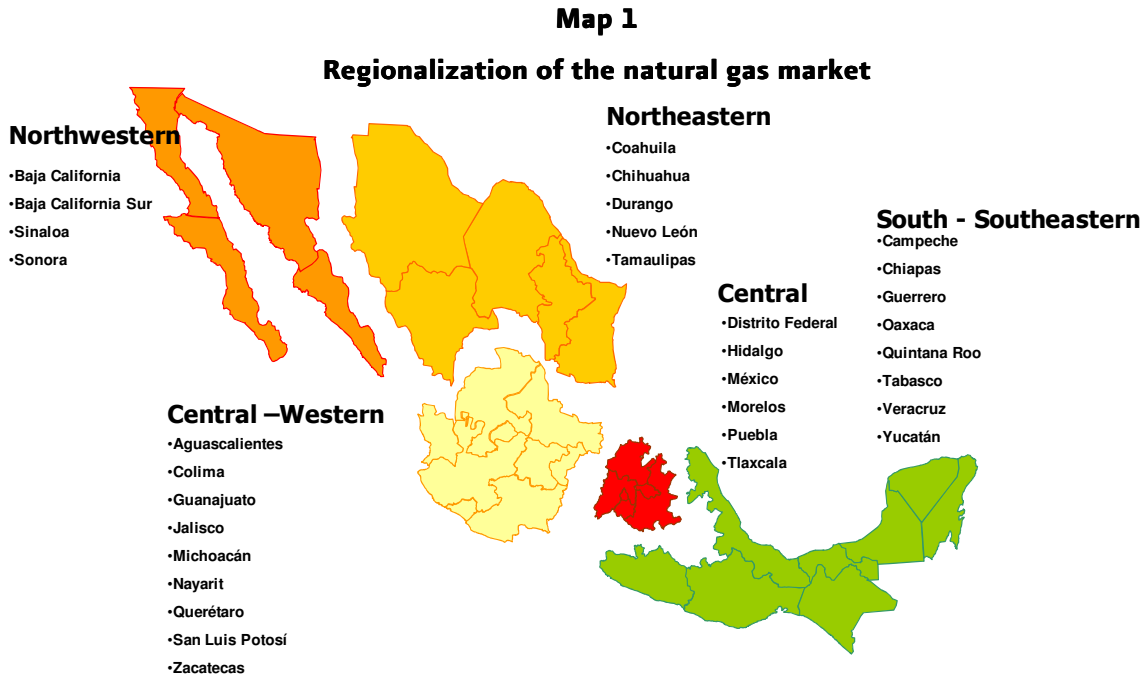 Map 1
Regionalization of the natural gas market
Northwestern
•Baja California
•Baja California Sur
•Sinaloa
•Sonora
Northeastern
•Coahuila
•Chihuahua
•Durango
•Nuevo León
•Tamaulipas
South - Southeastern
•Campeche
•Chiapas
•Guerrero
•Oaxaca
•Quintana Roo
•Tabasco
•Veracruz
•Yucatán
Central
•Distrito Federal
•Hidalgo
•México
•Morelos
•Puebla
•Tlaxcala
Central –Western
•Aguascalientes
•Colima
•Guanajuato
•Jalisco
•Michoacán
•Nayarit
•Querétaro
•San Luis Potosí
•Zacatecas